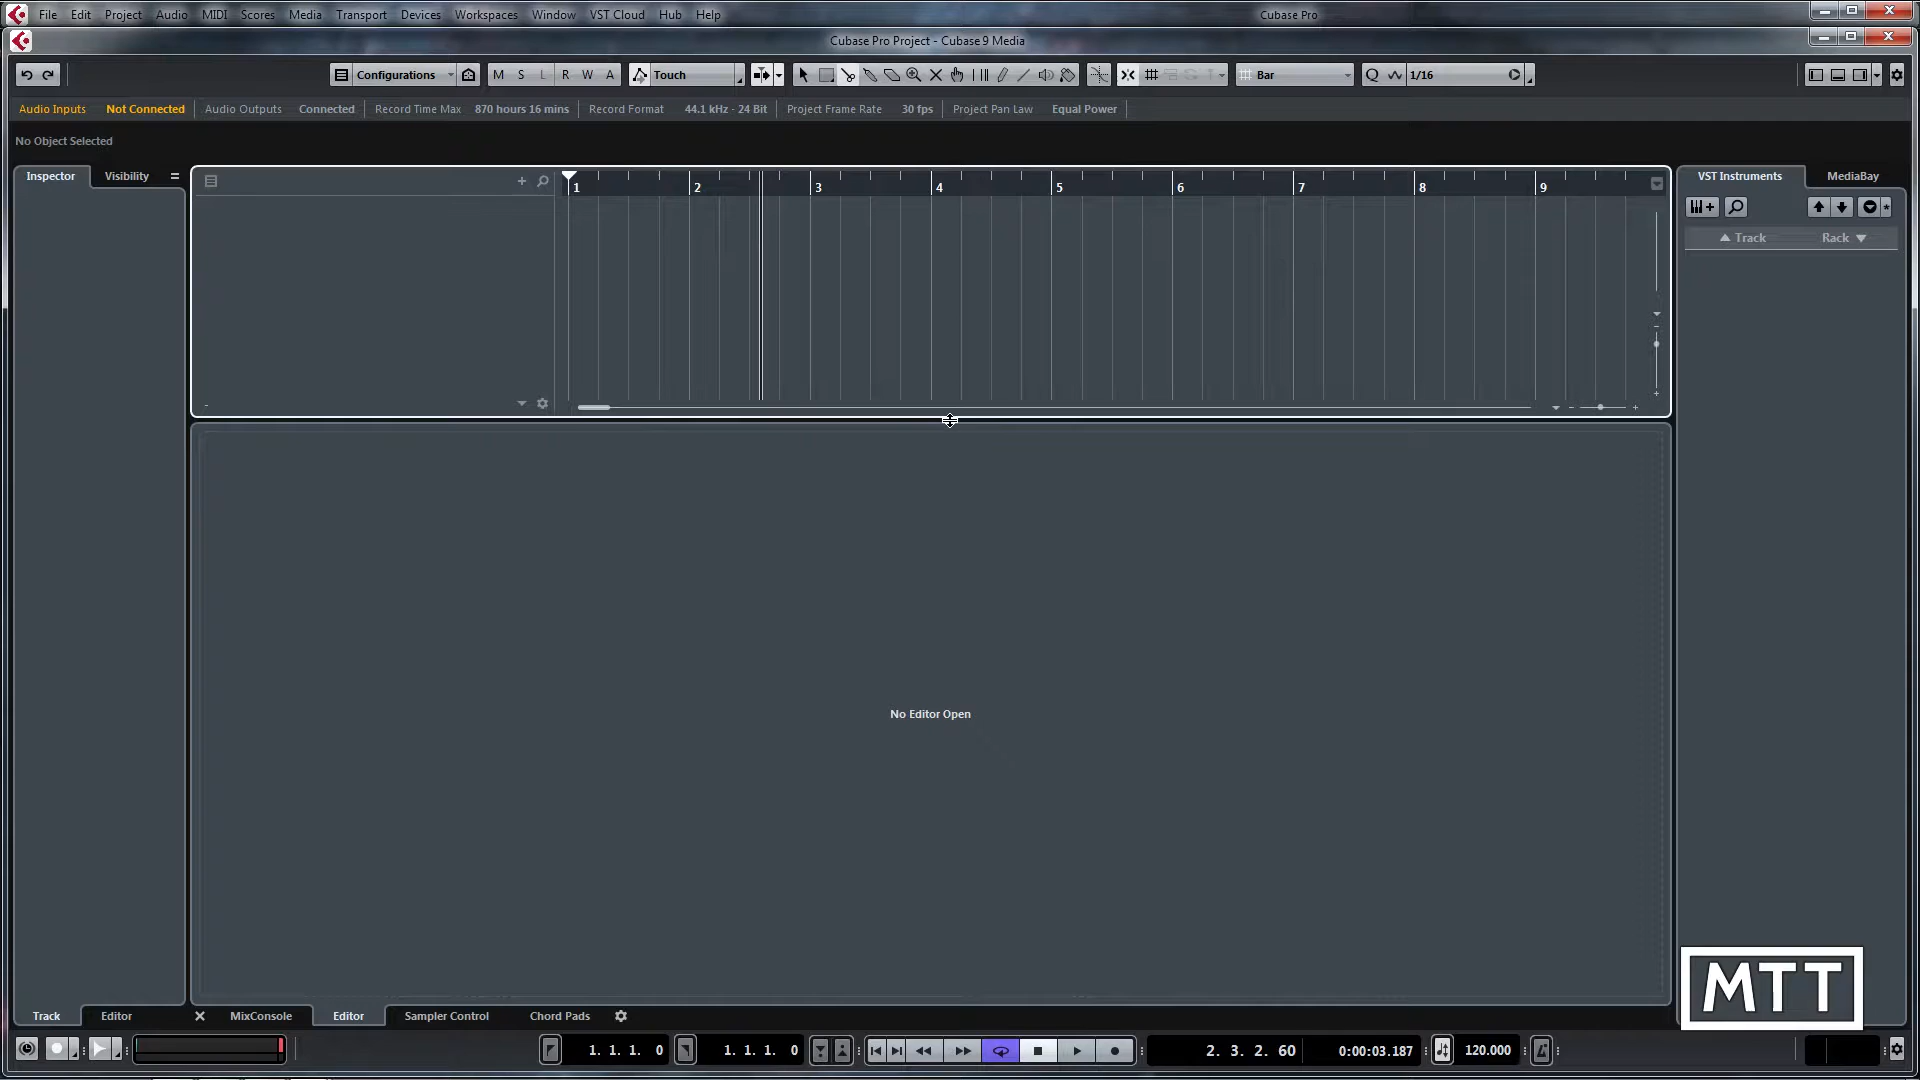 File Edit Project Audio MIDI Scores Media Transport Devices Workspaces Window VST Cloud Hub Help Cubase Pro
Cubase Pro Project - Cubase 9 Media
Configurations M S L R W A Touch Bar Q 1/16
Audio Inputs Not Connected Audio Outputs Connected Record Time Max 870 hours 16 mins Record Format 44.1 kHz - 24 Bit Project Frame Rate 30 fps Project Pan Law Equal Power
No Object Selected
Inspector Visibility 1 2 3 4 5 6 7 8 9 VST Instruments MediaBay
Track Rack
No Editor Open
MTT
Track Editor MixConsole Editor Sampler Control Chord Pads
1. 1. 1. 0 1. 1. 1. 0 2. 3. 2. 60 0:00:03.187 120.000